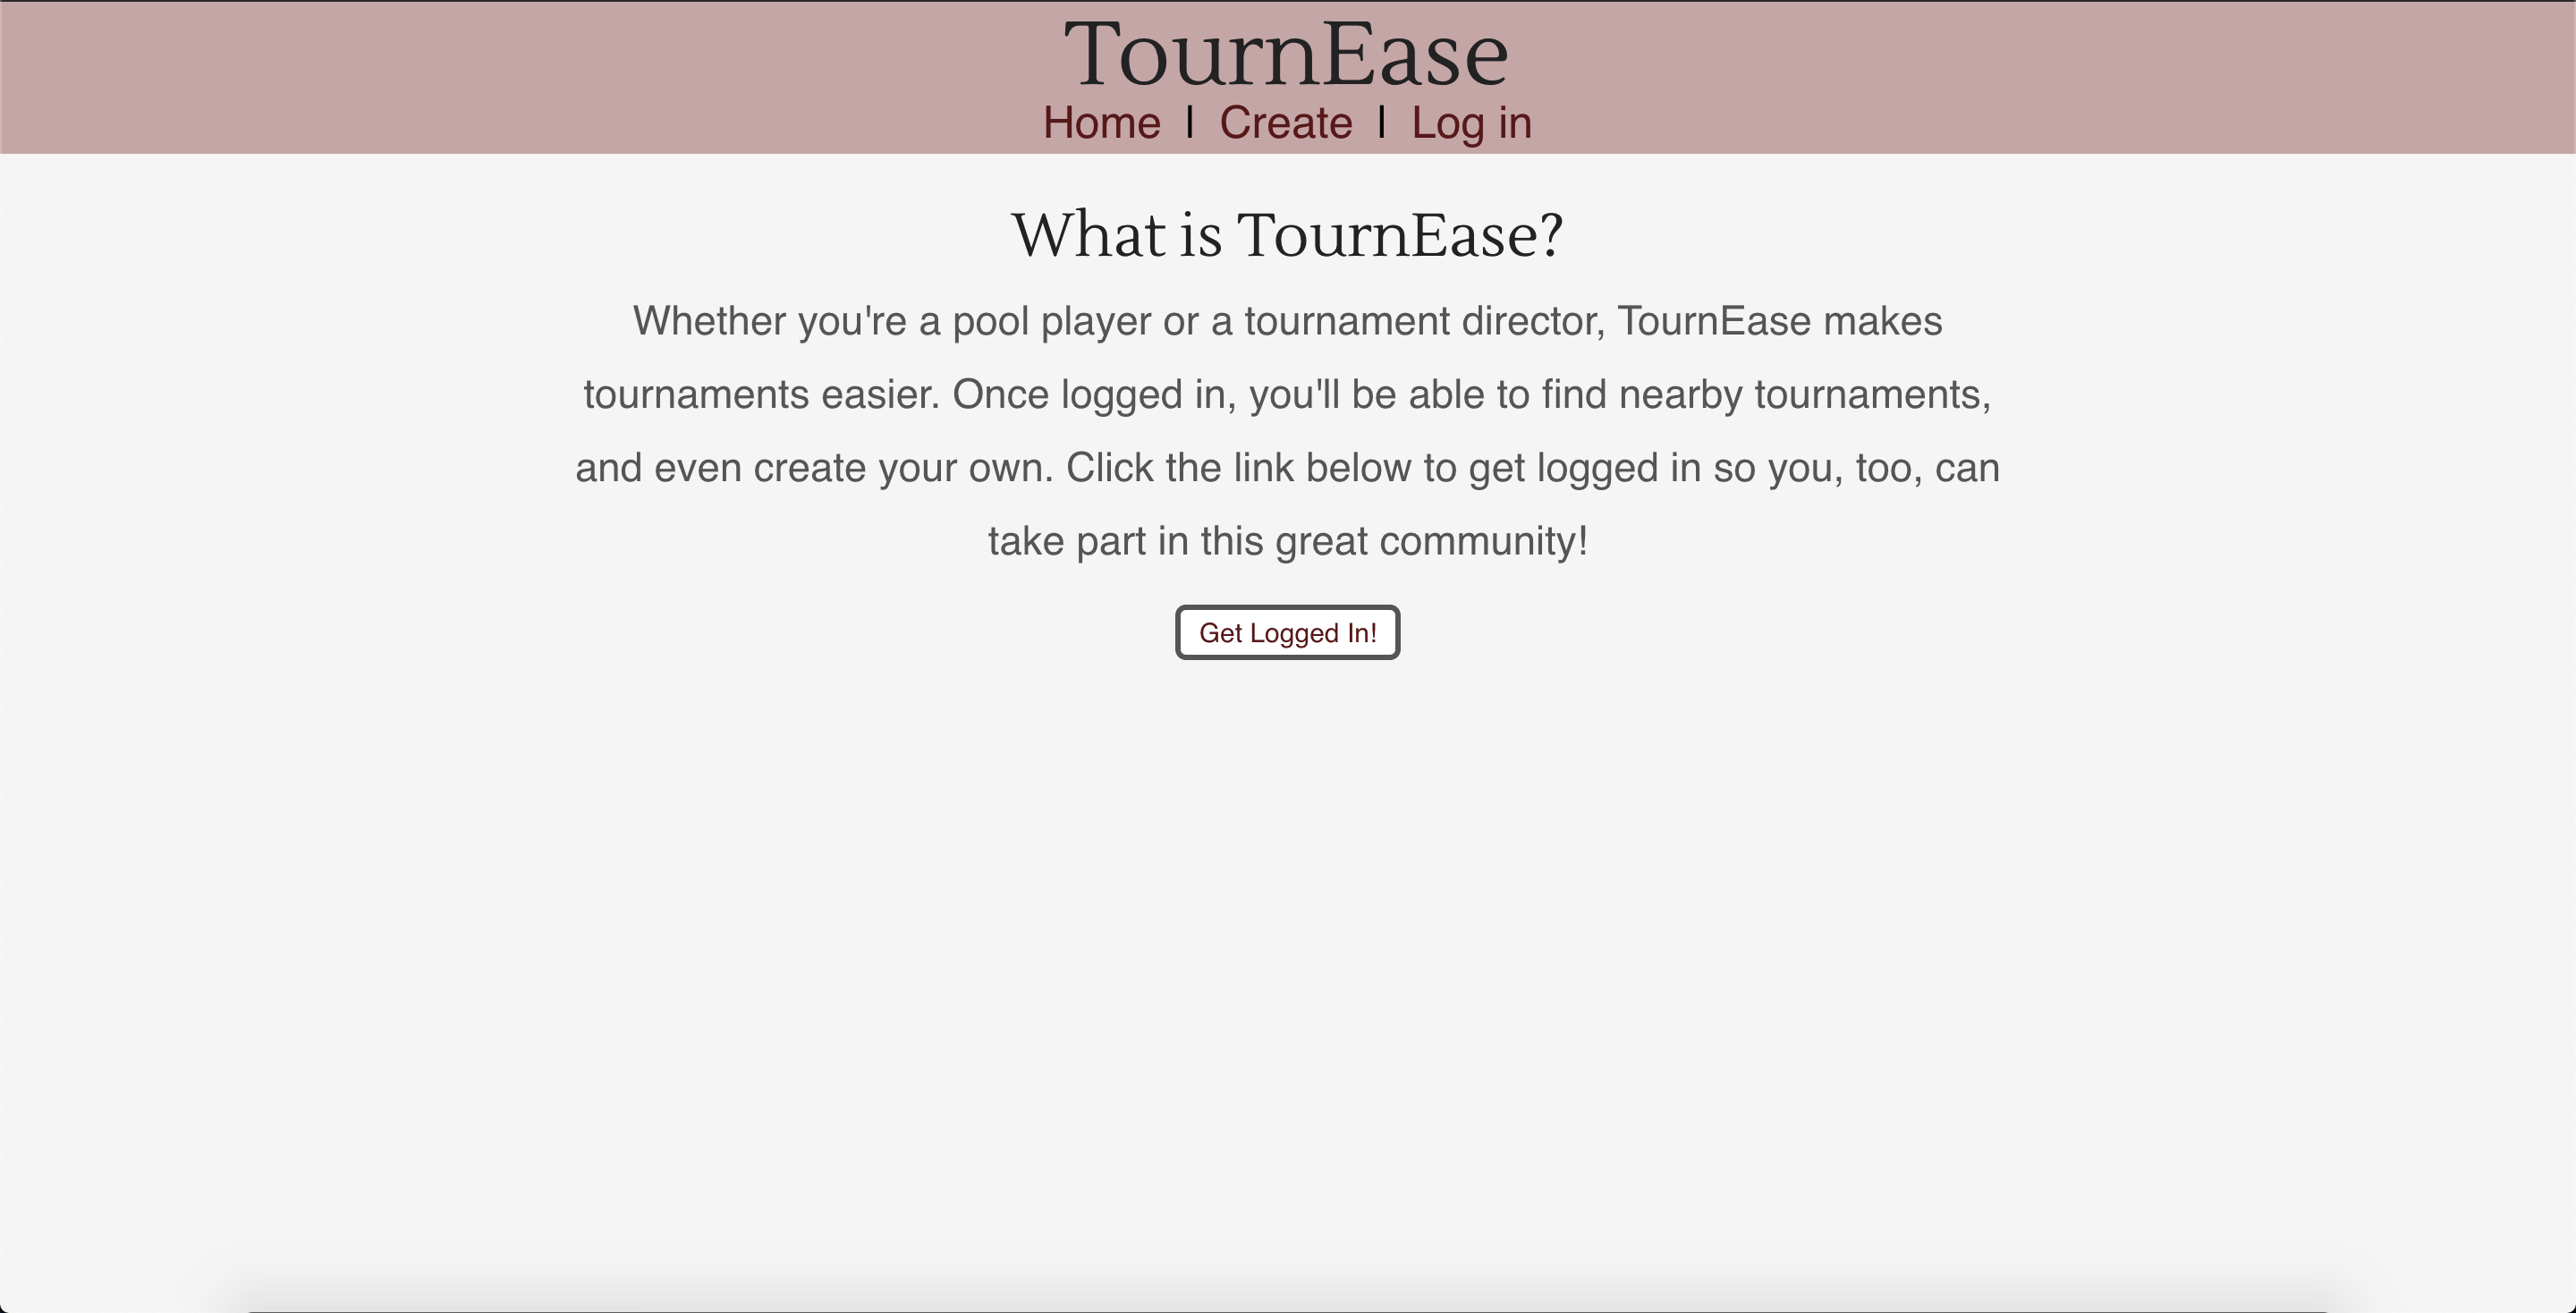 TournEase
Home | Create | Log in
What is TournEase?
Whether you're a pool player or a tournament director, TournEase makes
tournaments easier. Once logged in, you'll be able to find nearby tournaments,
and even create your own. Click the link below to get logged in so you, too, can
take part in this great community!
Get Logged In!